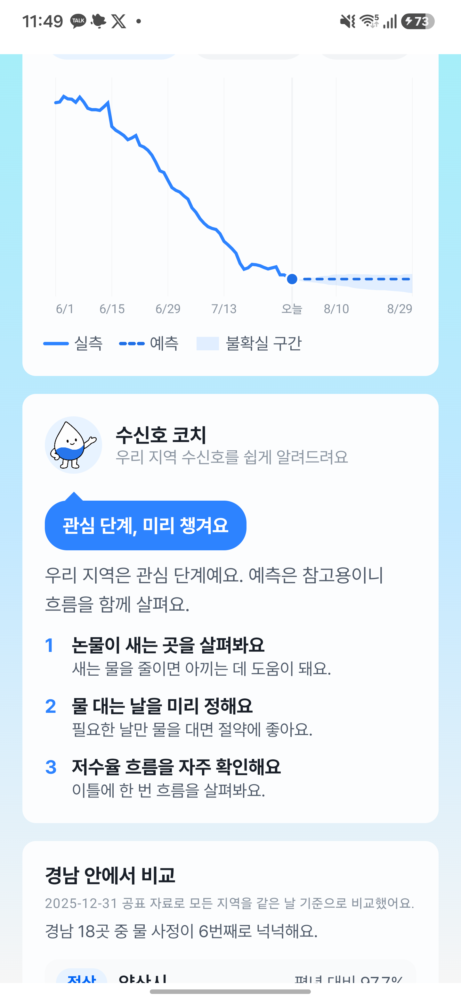 11:49 TALK 5 73
6/1 6/15 6/29 7/13 오늘 8/10 8/29
실측 예측 불확실 구간
수신호 코치
우리 지역 수신호를 쉽게 알려드려요
관심 단계, 미리 챙겨요
우리 지역은 관심 단계예요. 예측은 참고용이니
흐름을 함께 살펴요.
1 논물이 새는 곳을 살펴봐요
새는 물을 줄이면 아끼는 데 도움이 돼요.
2 물 대는 날을 미리 정해요
필요한 날만 물을 대면 절약에 좋아요.
3 저수율 흐름을 자주 확인해요
이틀에 한 번 흐름을 살펴봐요.
경남 안에서 비교
2025-12-31 공표 자료로 모든 지역을 같은 날 기준으로 비교했어요.
경남 18곳 중 물 사정이 6번째로 넉넉해요.
정상 양산시 평년 대비 97.7%